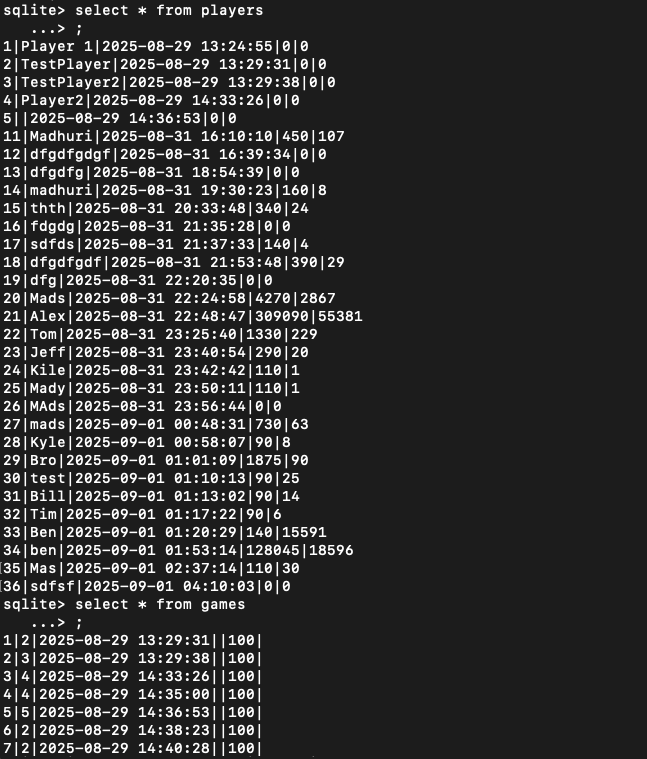 sqlite> select * from players
   ...> ;
1|Player 1|2025-08-29 13:24:55|0|0
2|TestPlayer|2025-08-29 13:29:31|0|0
3|TestPlayer2|2025-08-29 13:29:38|0|0
4|Player2|2025-08-29 14:33:26|0|0
5||2025-08-29 14:36:53|0|0
11|Madhuri|2025-08-31 16:10:10|450|107
12|dfgdfgdgf|2025-08-31 16:39:34|0|0
13|dfgdfg|2025-08-31 18:54:39|0|0
14|madhuri|2025-08-31 19:30:23|160|8
15|thth|2025-08-31 20:33:48|340|24
16|fdgdg|2025-08-31 21:35:28|0|0
17|sdfds|2025-08-31 21:37:33|140|4
18|dfgdfgdf|2025-08-31 21:53:48|390|29
19|dfg|2025-08-31 22:20:35|0|0
20|Mads|2025-08-31 22:24:58|4270|2867
21|Alex|2025-08-31 22:48:47|309090|55381
22|Tom|2025-08-31 23:25:40|1330|229
23|Jeff|2025-08-31 23:40:54|290|20
24|Kile|2025-08-31 23:42:42|110|1
25|Mady|2025-08-31 23:50:11|110|1
26|MAds|2025-08-31 23:56:44|0|0
27|mads|2025-09-01 00:48:31|730|63
28|Kyle|2025-09-01 00:58:07|90|8
29|Bro|2025-09-01 01:01:09|1875|90
30|test|2025-09-01 01:10:13|90|25
31|Bill|2025-09-01 01:13:02|90|14
32|Tim|2025-09-01 01:17:22|90|6
33|Ben|2025-09-01 01:20:29|140|15591
34|ben|2025-09-01 01:53:14|128045|18596
35|Mas|2025-09-01 02:37:14|110|30
36|sdfsf|2025-09-01 04:10:03|0|0
sqlite> select * from games
   ...> ;
1|2|2025-08-29 13:29:31||100|
2|3|2025-08-29 13:29:38||100|
3|4|2025-08-29 14:33:26||100|
4|4|2025-08-29 14:35:00||100|
5|5|2025-08-29 14:36:53||100|
6|2|2025-08-29 14:38:23||100|
7|2|2025-08-29 14:40:28||100|